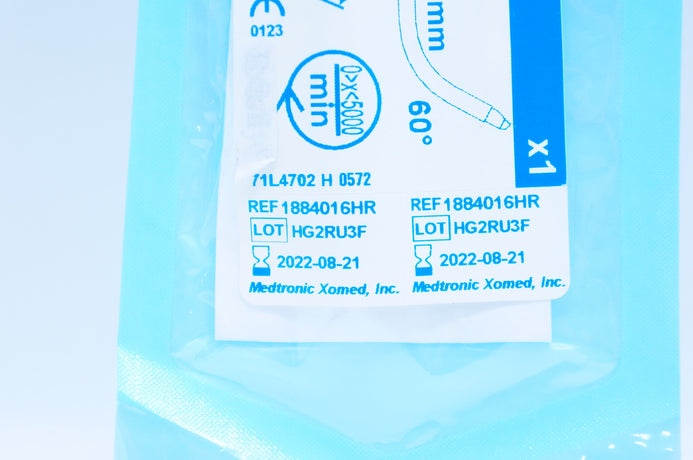 CE
0123
mm
60°
0>x<5000
min
x1
71L4702 H 0572
REF 1884016HR
LOT HG2RU3F
2022-08-21
Medtronic Xomed, Inc.
REF 1884016HR
LOT HG2RU3F
2022-08-21
Medtronic Xomed, Inc.